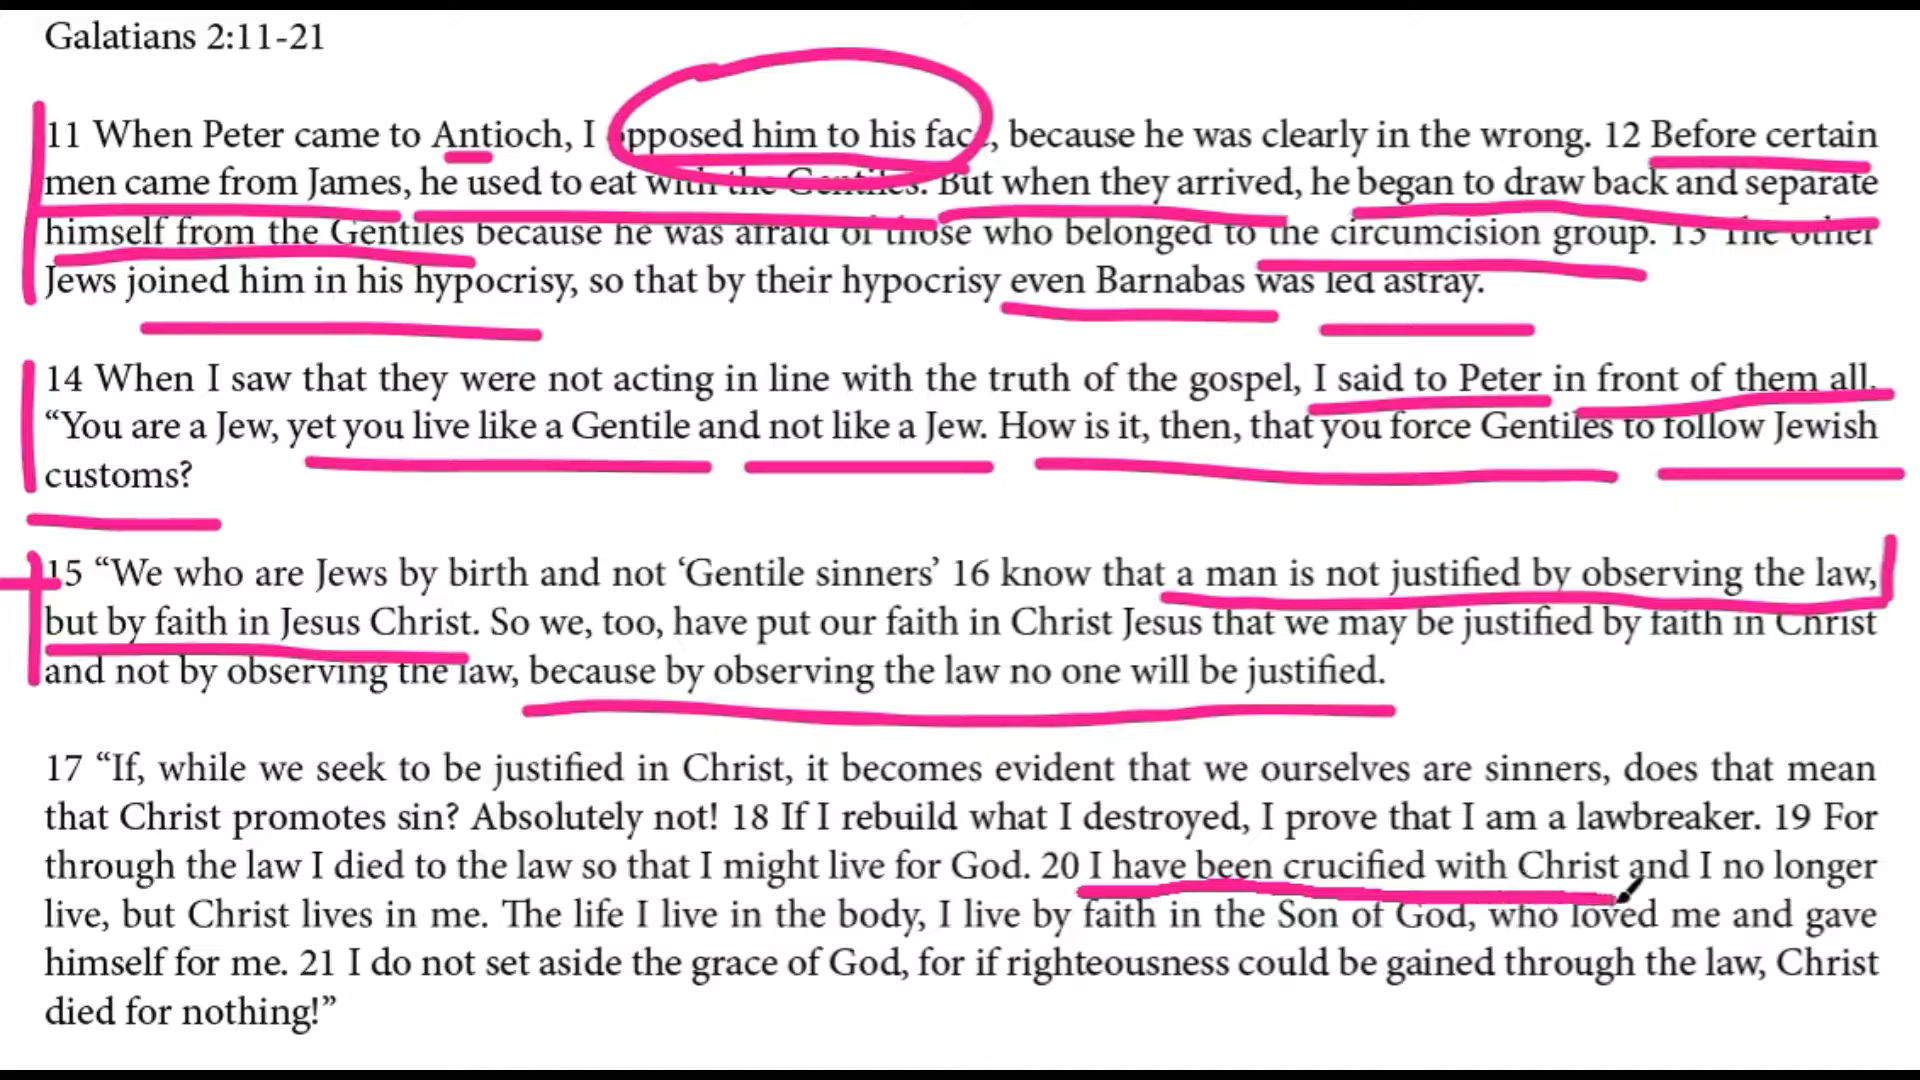 Galatians 2:11-21
11 When Peter came to Antioch, I opposed him to his face, because he was clearly in the wrong. 12 Before certain
men came from James, he used to eat with the Gentiles. But when they arrived, he began to draw back and separate
himself from the Gentiles because he was afraid of those who belonged to the circumcision group. 13 The other
Jews joined him in his hypocrisy, so that by their hypocrisy even Barnabas was led astray.
14 When I saw that they were not acting in line with the truth of the gospel, I said to Peter in front of them all.
“You are a Jew, yet you live like a Gentile and not like a Jew. How is it, then, that you force Gentiles to follow Jewish
customs?
15 “We who are Jews by birth and not ‘Gentile sinners’ 16 know that a man is not justified by observing the law,
but by faith in Jesus Christ. So we, too, have put our faith in Christ Jesus that we may be justified by faith in Christ
and not by observing the law, because by observing the law no one will be justified.
17 “If, while we seek to be justified in Christ, it becomes evident that we ourselves are sinners, does that mean
that Christ promotes sin? Absolutely not! 18 If I rebuild what I destroyed, I prove that I am a lawbreaker. 19 For
through the law I died to the law so that I might live for God. 20 I have been crucified with Christ and I no longer
live, but Christ lives in me. The life I live in the body, I live by faith in the Son of God, who loved me and gave
himself for me. 21 I do not set aside the grace of God, for if righteousness could be gained through the law, Christ
died for nothing!”